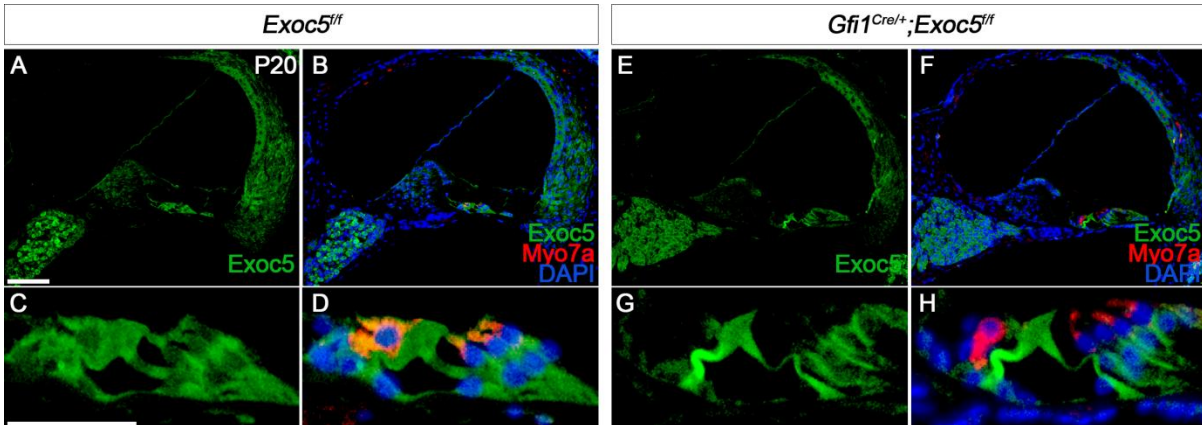 Exoc5f/f
Gfi1Cre/+;Exoc5f/f
A
P20
B
E
F
Exoc5
Exoc5
Myo7a
DAPI
Exoc5
Exoc5
Myo7a
DAPI
C
D
G
H